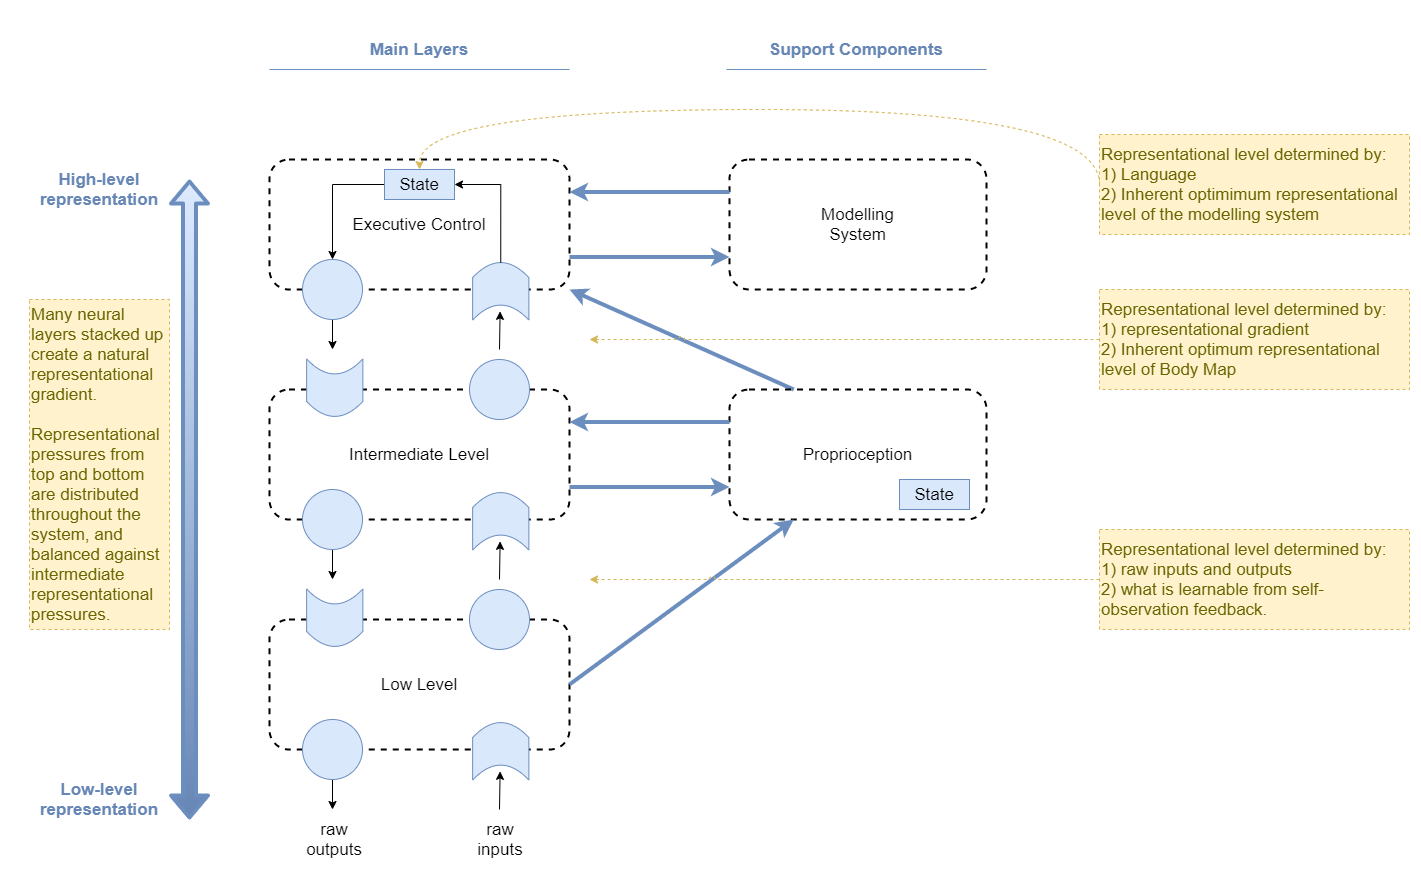 Main Layers
Support Components
High-level
representation
State
Executive Control
Modelling
System
Representational level determined by:
1) Language
2) Inherent optimimum representational
level of the modelling system
Many neural
layers stacked up
create a natural
representational
gradient.
Representational
pressures from
top and bottom
are distributed
throughout the
system, and
balanced against
intermediate
representational
pressures.
Representational level determined by:
1) representational gradient
2) Inherent optimum representational
level of Body Map
Intermediate Level
Proprioception
State
Representational level determined by:
1) raw inputs and outputs
2) what is learnable from self-
observation feedback.
Low Level
Low-level
representation
raw
outputs
raw
inputs